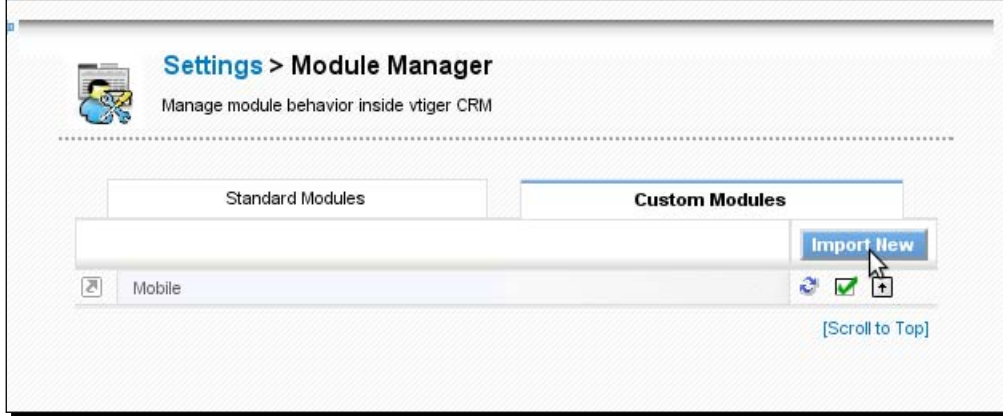 Settings > Module Manager
Manage module behavior inside vtiger CRM
Standard Modules
Custom Modules
Import New
Mobile
[Scroll to Top]